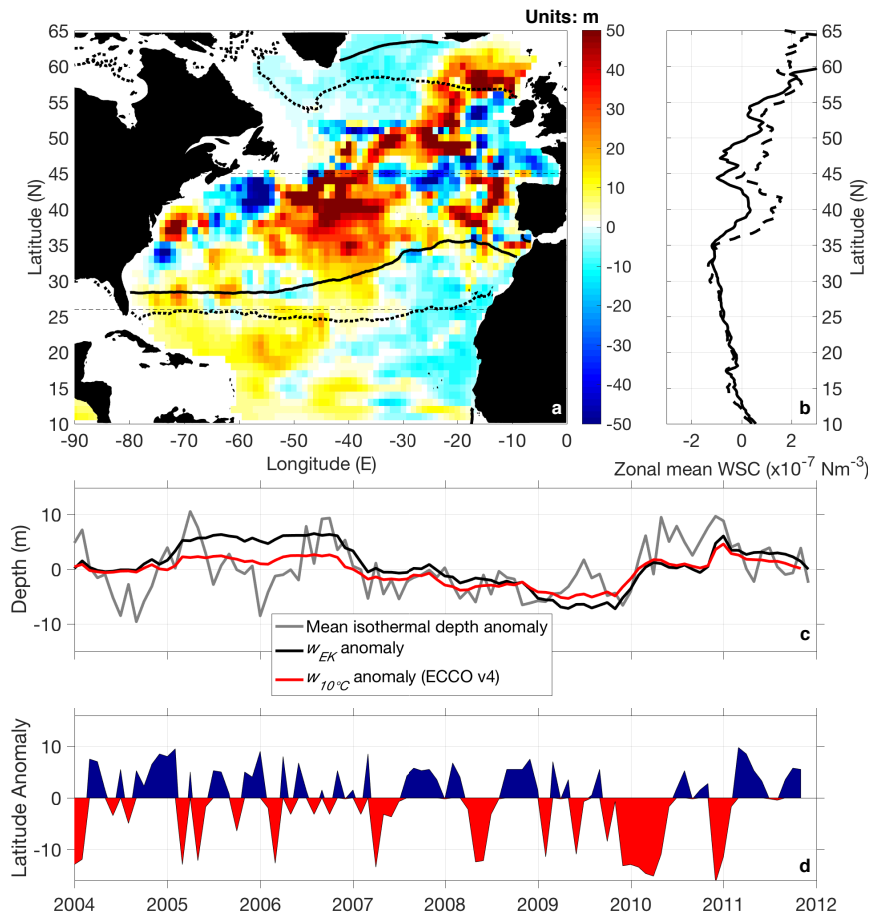 Units: m
65
60
55
50
45
40
35
30
25
20
15
10
Latitude (N)
-90 -80 -70 -60 -50 -40 -30 -20 -10 0
Longitude (E)
a
50
40
30
20
10
0
-10
-20
-30
-40
-50
65
60
55
50
45
40
35
30
25
20
15
10
Latitude (N)
b
-2 0 2
Zonal mean WSC (x10⁻⁷ Nm⁻³)
Depth (m)
10
0
-10
c
Mean isothermal depth anomaly
w_EK anomaly
w_10°C anomaly (ECCO v4)
Latitude Anomaly
10
0
-10
d
2004 2005 2006 2007 2008 2009 2010 2011 2012